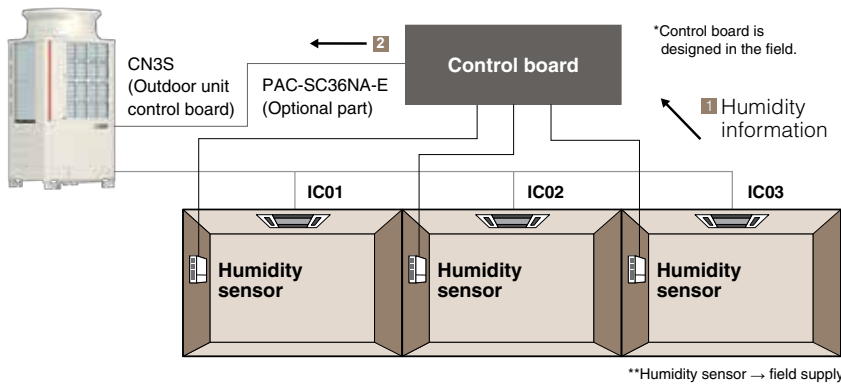 CN3S
(Outdoor unit
control board)
2
PAC-SC36NA-E
(Optional part)
Control board
*Control board is
designed in the field.
1 Humidity
information
IC01
IC02
IC03
Humidity
sensor
Humidity
sensor
Humidity
sensor
**Humidity sensor → field supply